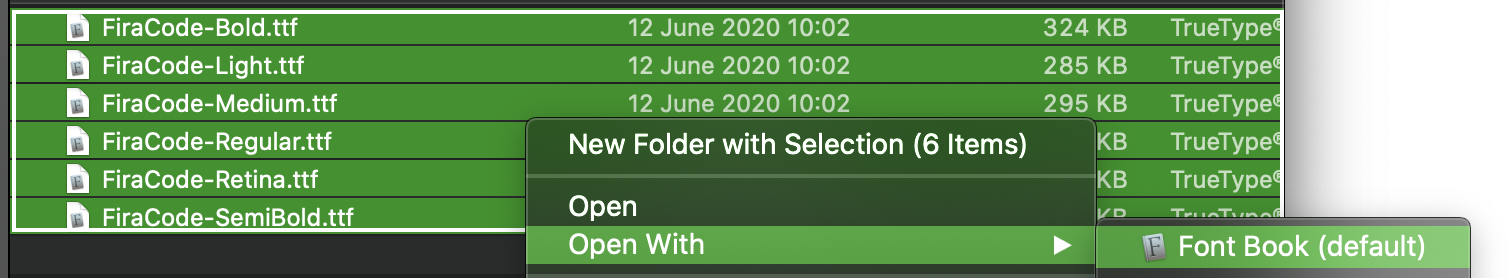 FiraCode-Bold.ttf 12 June 2020 10:02 324 KB TrueType®
FiraCode-Light.ttf 12 June 2020 10:02 285 KB TrueType®
FiraCode-Medium.ttf 12 June 2020 10:02 295 KB TrueType®
FiraCode-Regular.ttf KB TrueType®
FiraCode-Retina.ttf KB TrueType®
FiraCode-SemiBold.ttf KB TrueType®
New Folder with Selection (6 Items)
Open
Open With
Font Book (default)